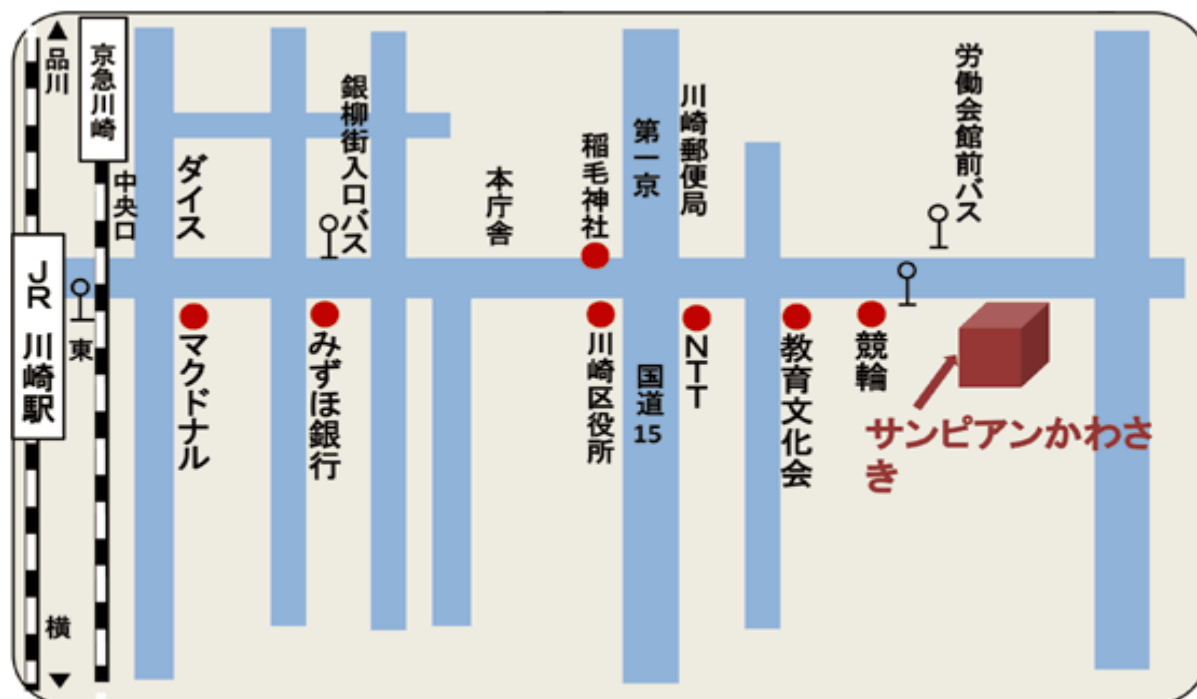 ▲品川
京急川崎
中央口
ダイス
銀柳街入口バス
本庁舎
稲毛神社
第一京
川崎郵便局
労働会館前バス
JR 川崎駅
東
マクドナル
みずほ銀行
川崎区役所
国道15
NTT
教育文化会
競輪
サンピアンかわさ
き
横▼